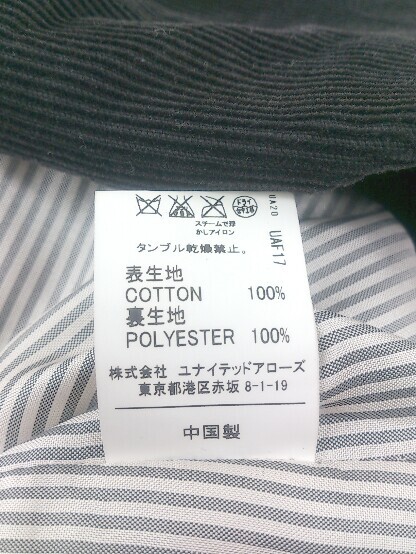 スチームで浮
かしアイロン
タンブル乾燥禁止。
表生地
COTTON 100%
裏生地
POLYESTER 100%
株式会社 ユナイテッドアローズ
東京都港区赤坂 8-1-19
中国製
UA20 UAF17